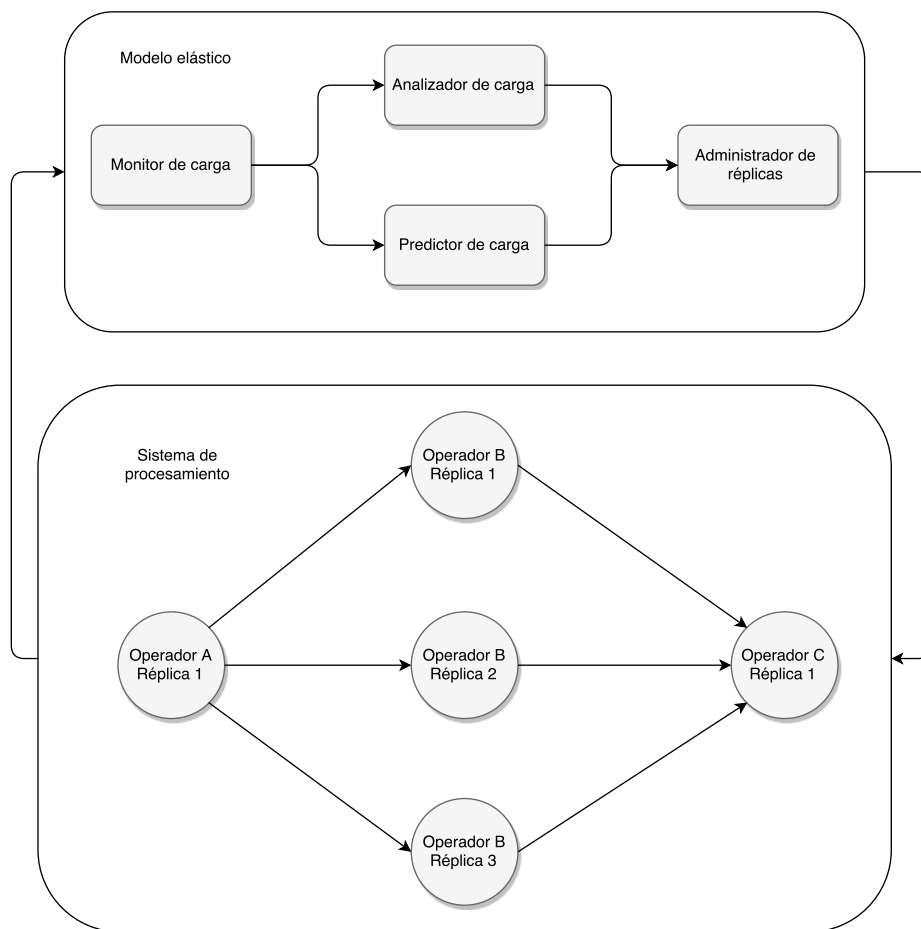 Modelo elástico
Analizador de carga
Monitor de carga
Administrador de
réplicas
Predictor de carga
Sistema de
procesamiento
Operador B
Réplica 1
Operador A
Réplica 1
Operador B
Réplica 2
Operador C
Réplica 1
Operador B
Réplica 3